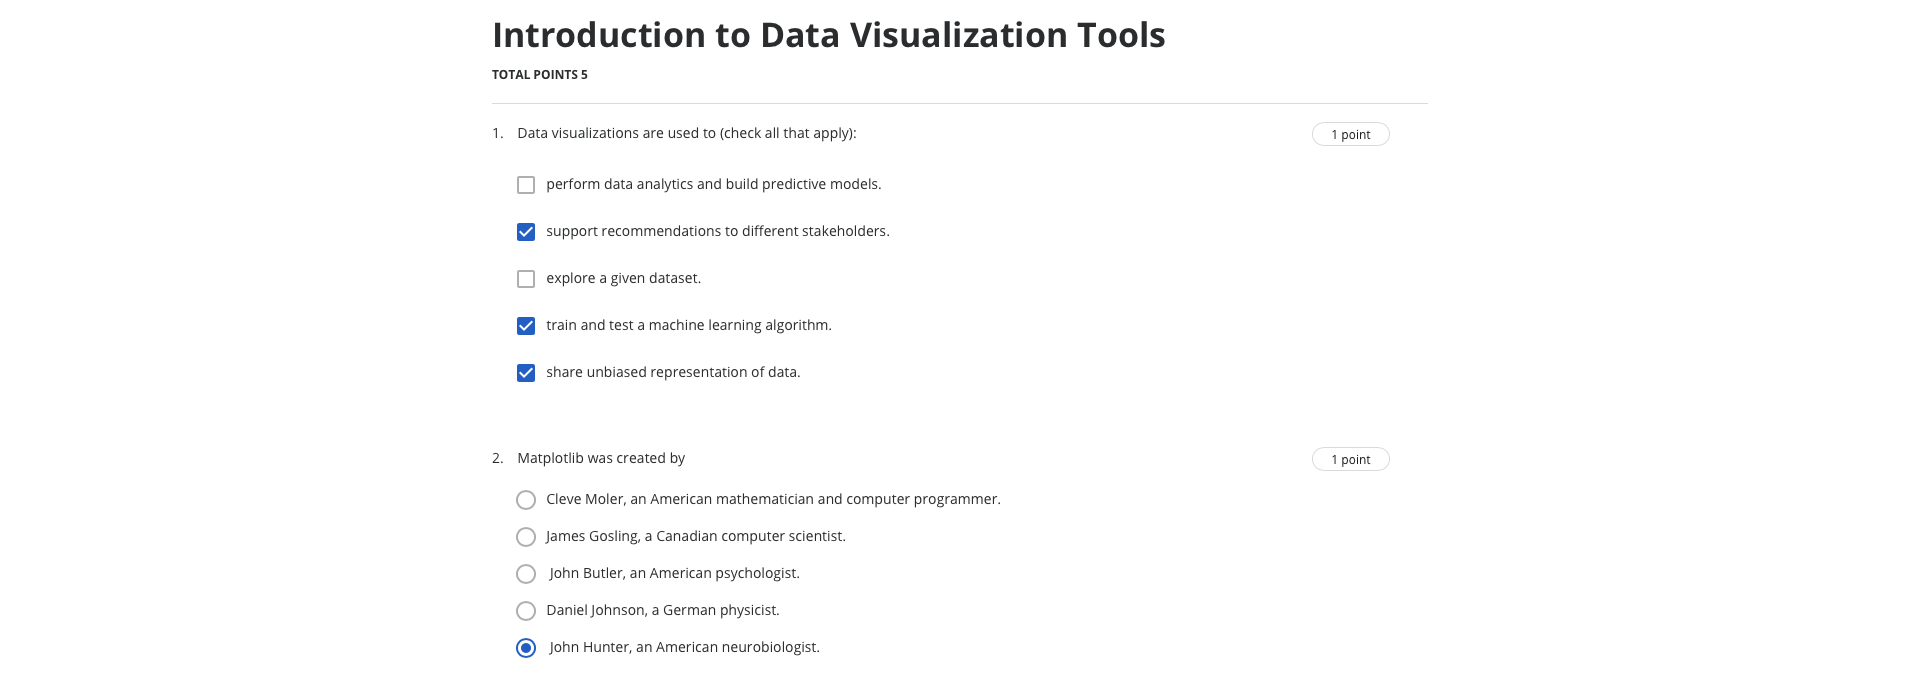 Introduction to Data Visualization Tools
TOTAL POINTS 5
1. Data visualizations are used to (check all that apply):
1 point
perform data analytics and build predictive models.
support recommendations to different stakeholders.
explore a given dataset.
train and test a machine learning algorithm.
share unbiased representation of data.
2. Matplotlib was created by
1 point
Cleve Moler, an American mathematician and computer programmer.
James Gosling, a Canadian computer scientist.
John Butler, an American psychologist.
Daniel Johnson, a German physicist.
John Hunter, an American neurobiologist.